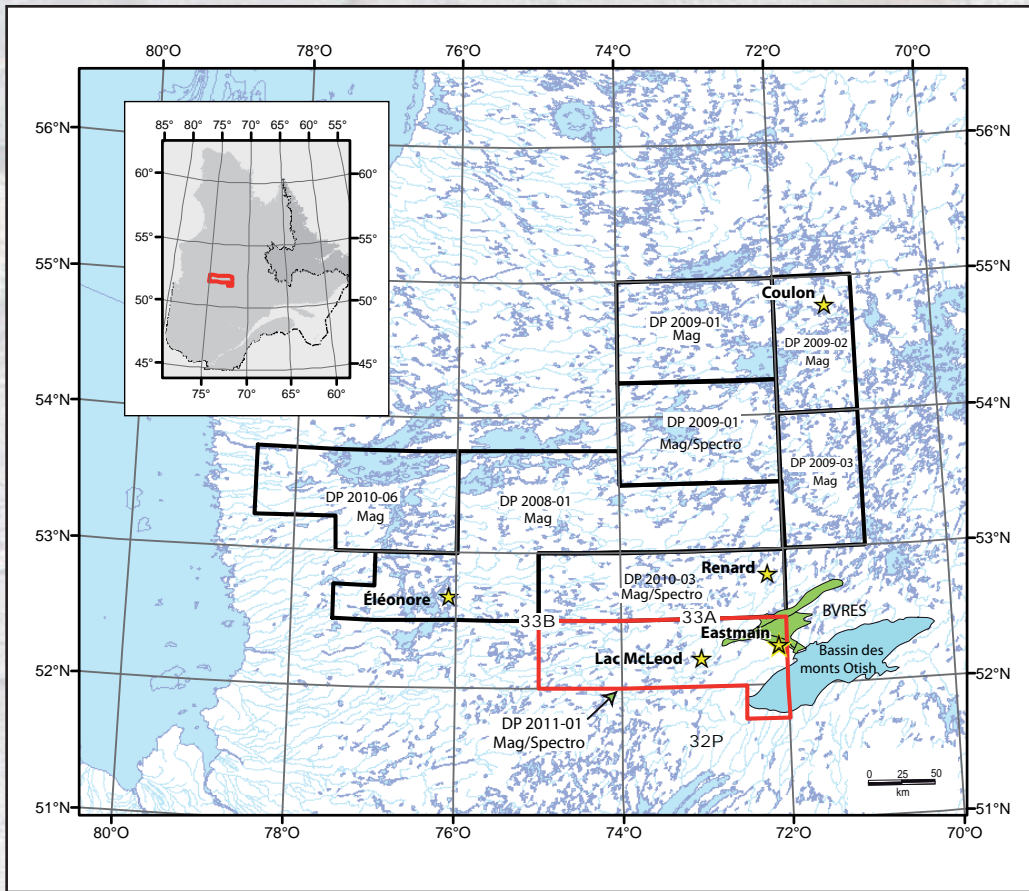 80°O 78°O 76°O 74°O 72°O 70°O
56°N 56°N
85° 80° 75° 70° 65° 60° 55°
60° 60°
55° 55°
50° 50°
45° 45°
75° 70° 65° 60°
55°N 55°N
Coulon
DP 2009-01
Mag
DP 2009-02
Mag
54°N 54°N
DP 2009-01
Mag/Spectro
DP 2009-03
Mag
DP 2010-06
Mag
DP 2008-01
Mag
53°N 53°N
Renard
DP 2010-03
Mag/Spectro
Éléonore
33B 33A
BVRES
Eastmain
Bassin des
monts Otish
Lac McLeod
52°N 52°N
DP 2011-01
Mag/Spectro
32P
0 25 50
km
51°N 51°N
80°O 78°O 76°O 74°O 72°O 70°O